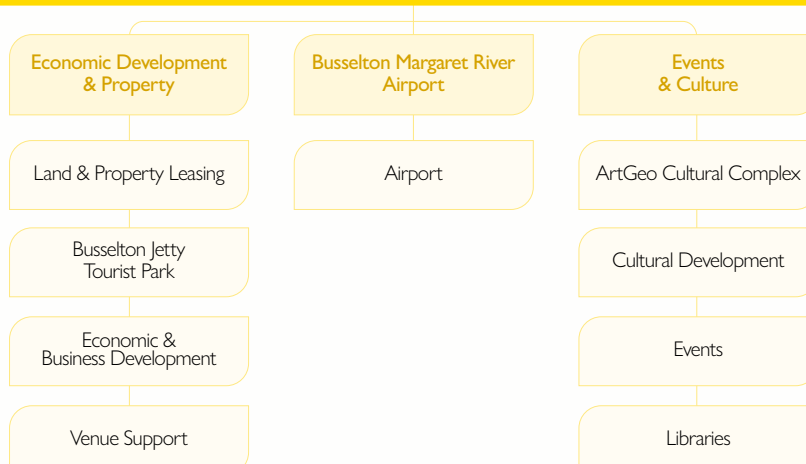 Economic Development
& Property
Land & Property Leasing
Busselton Jetty
Tourist Park
Economic &
Business Development
Venue Support
Busselton Margaret River
Airport
Airport
Events
& Culture
ArtGeo Cultural Complex
Cultural Development
Events
Libraries